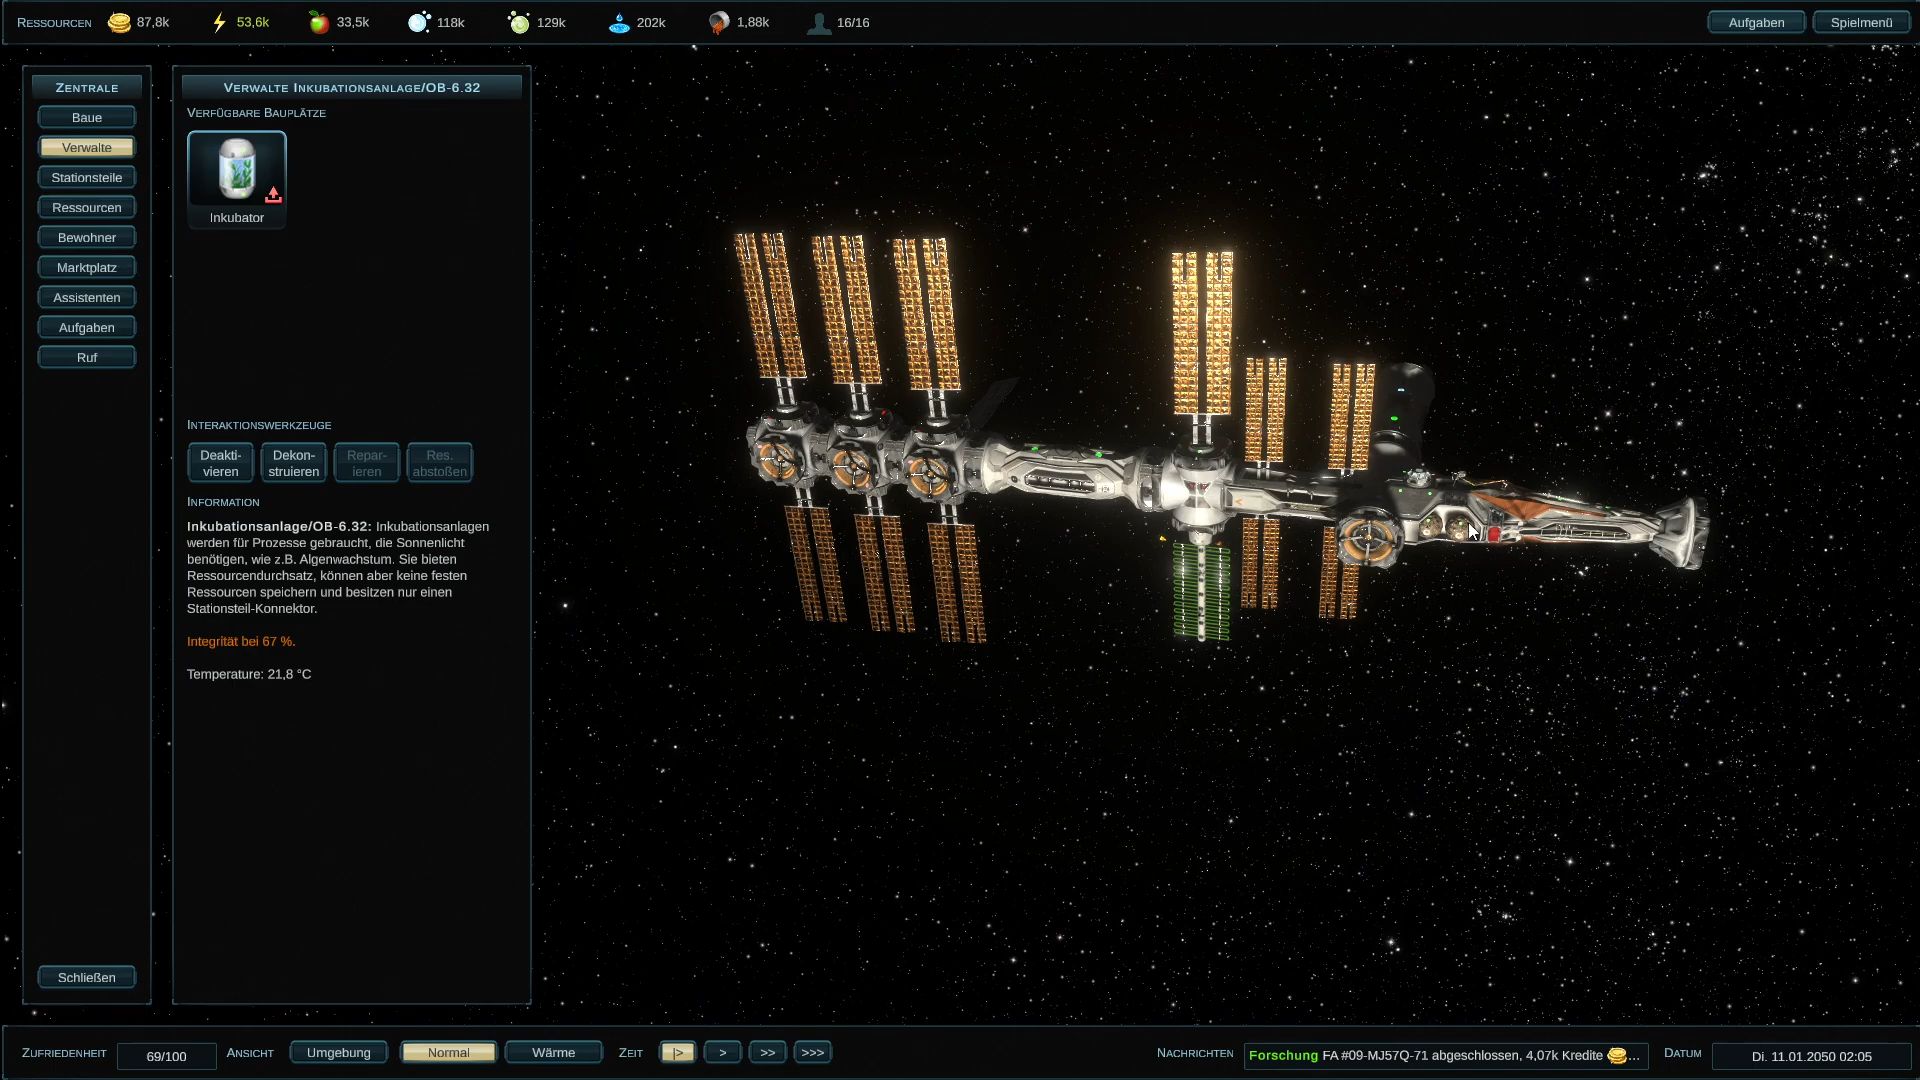 Ressourcen 87,8k 53,6k 33,5k 118k 129k 202k 1,88k 16/16 Aufgaben Spielmenü
Zentrale
Baue
Verwalte
Stationsteile
Ressourcen
Bewohner
Marktplatz
Assistenten
Aufgaben
Ruf
Schließen
Verwalte Inkubationsanlage/OB-6.32
Verfügbare Bauplätze
Inkubator
Interaktionswerkzeuge
Deakti-
vieren
Dekon-
struieren
Repar-
ieren
Res.
abstoßen
Information
Inkubationsanlage/OB-6.32: Inkubationsanlagen
werden für Prozesse gebraucht, die Sonnenlicht
benötigen, wie z.B. Algenwachstum. Sie bieten
Ressourcendurchsatz, können aber keine festen
Ressourcen speichern und besitzen nur einen
Stationsteil-Konnektor.
Integrität bei 67 %.
Temperature: 21,8 °C
Zufriedenheit 69/100 Ansicht Umgebung Normal Wärme Zeit |> > >> >>> Nachrichten Forschung FA #09-MJ57Q-71 abgeschlossen, 4,07k Kredite ... Datum Di. 11.01.2050 02:05